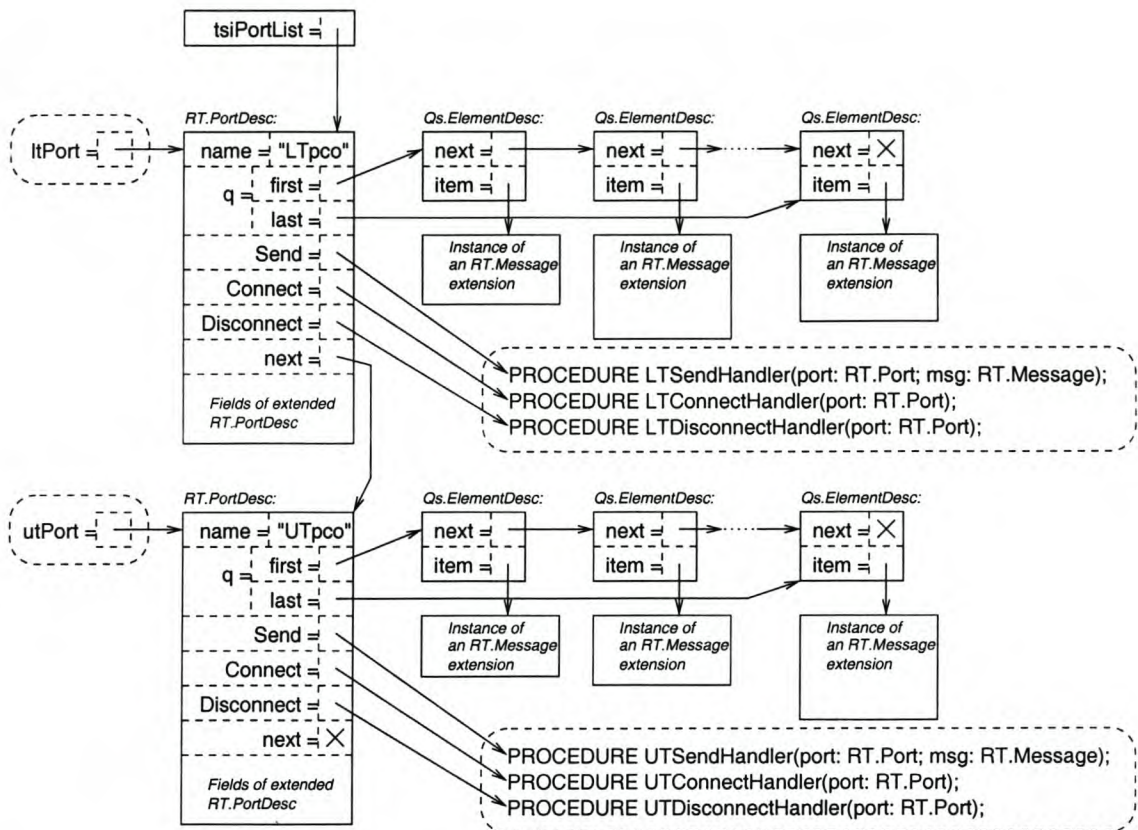 tsiPortList =
RT.PortDesc:
Qs.ElementDesc:
Qs.ElementDesc:
Qs.ElementDesc:
ltPort =
name = "LTpco"
next =
next =
next =
q =
first =
item =
item =
item =
last =
Send =
Instance of
an RT.Message
extension
Instance of
an RT.Message
extension
Instance of
an RT.Message
extension
Connect =
Disconnect =
next =
PROCEDURE LTSendHandler(port: RT.Port; msg: RT.Message);
PROCEDURE LTConnectHandler(port: RT.Port);
PROCEDURE LTDisconnectHandler(port: RT.Port);
Fields of extended
RT.PortDesc
RT.PortDesc:
Qs.ElementDesc:
Qs.ElementDesc:
Qs.ElementDesc:
utPort =
name = "UTpco"
next =
next =
next =
q =
first =
item =
item =
item =
last =
Send =
Instance of
an RT.Message
extension
Instance of
an RT.Message
extension
Instance of
an RT.Message
extension
Connect =
Disconnect =
next =
PROCEDURE UTSendHandler(port: RT.Port; msg: RT.Message);
PROCEDURE UTConnectHandler(port: RT.Port);
PROCEDURE UTDisconnectHandler(port: RT.Port);
Fields of extended
RT.PortDesc